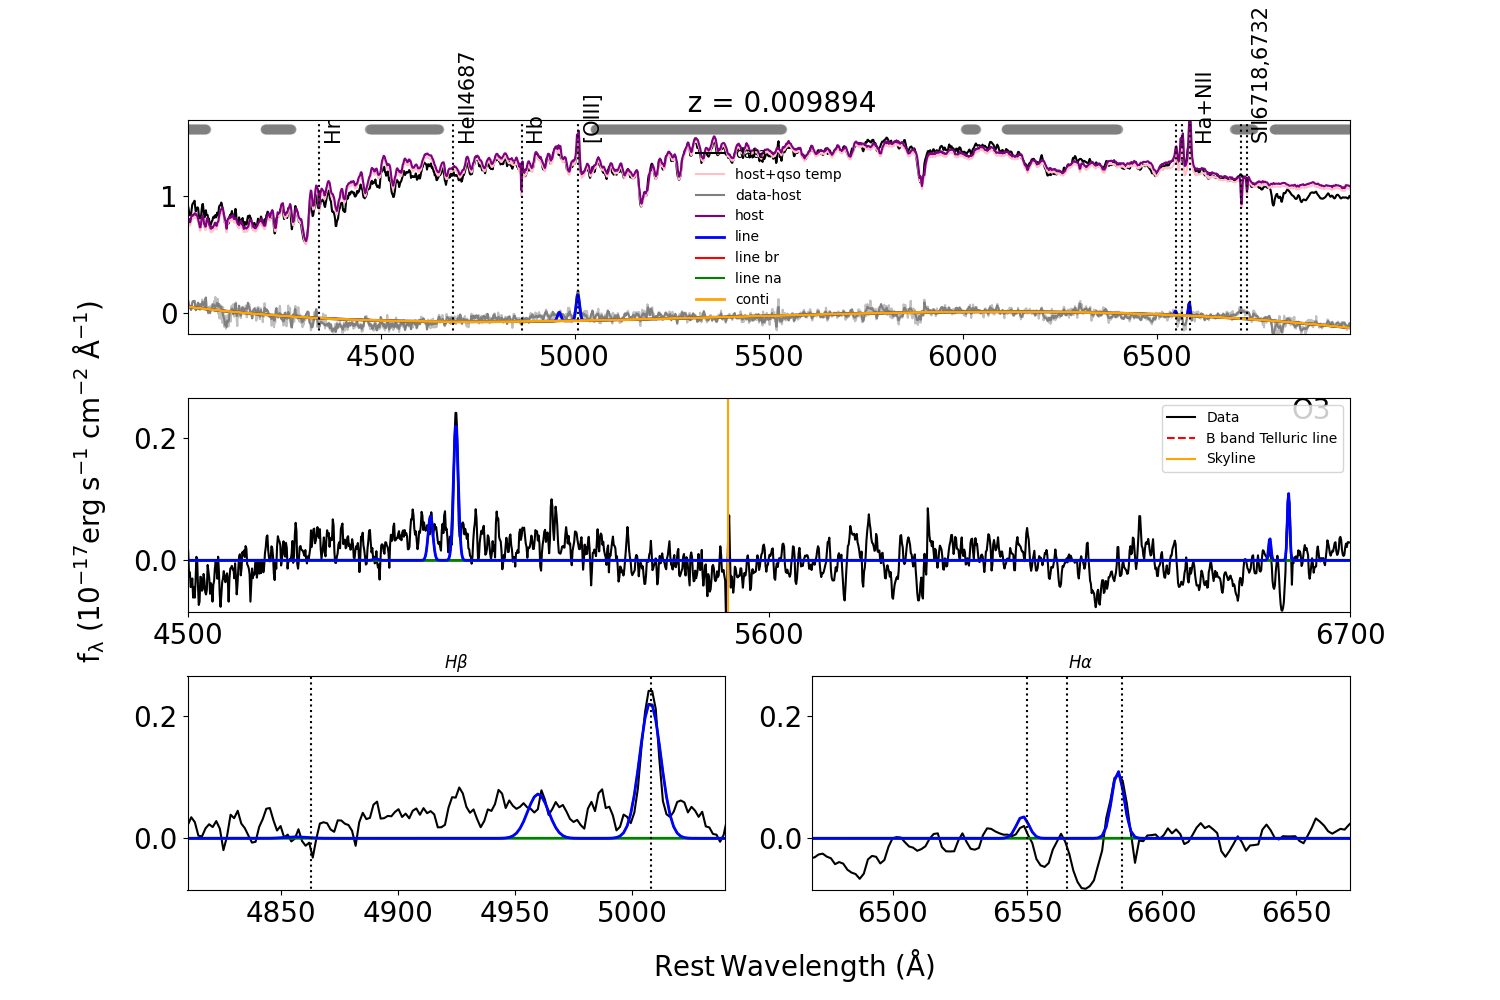 z = 0.009894
Hr
HeII4687
Hb
[OIII]
Ha+NII
SII6718,6732
data
host+qso temp
data-host
host
line
line br
line na
conti
1
0
4500
5000
5500
6000
6500
f_λ (10⁻¹⁷erg s⁻¹ cm⁻² Å⁻¹)
O3
Data
B band Telluric line
Skyline
0.2
0.0
4500
5600
6700
Hβ
0.2
0.0
4850
4900
4950
5000
Hα
0.2
0.0
6500
6550
6600
6650
Rest Wavelength (Å)